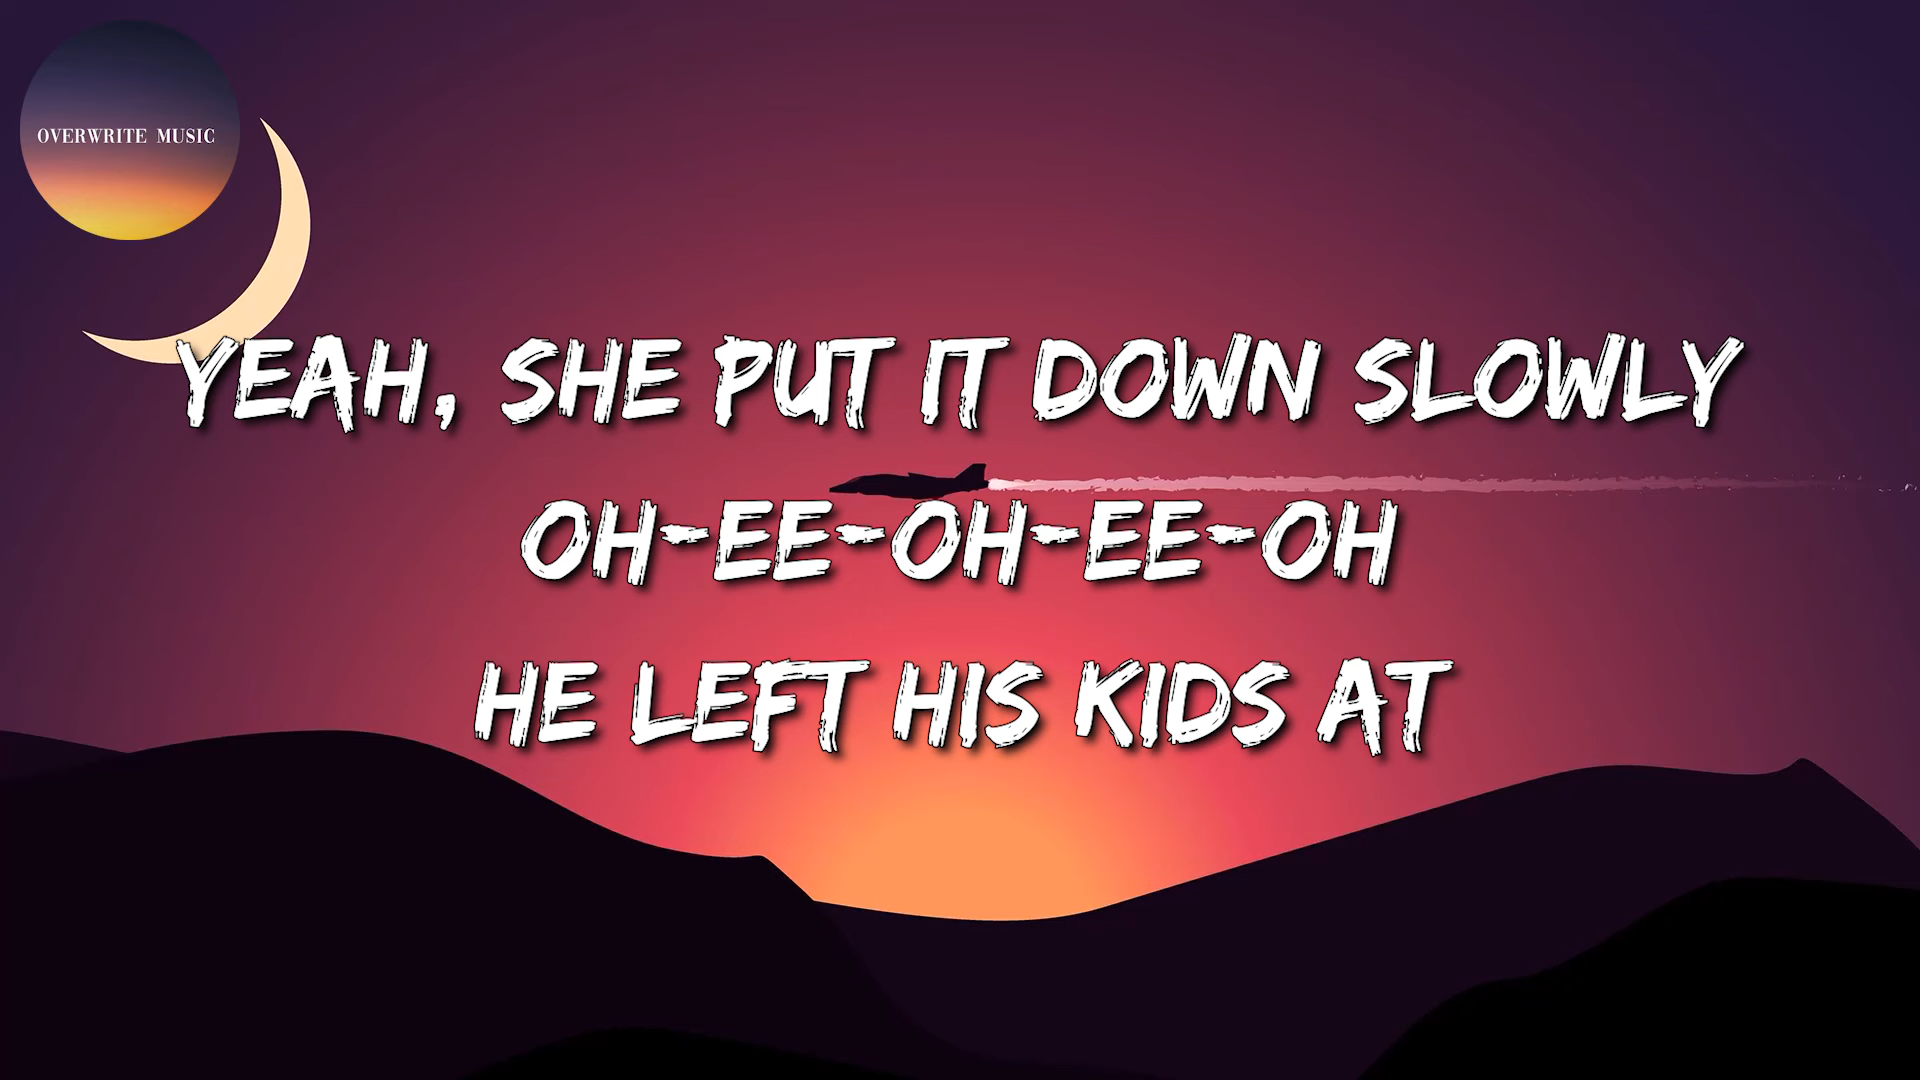 OVERWRITE MUSIC
YEAH, SHE PUT IT DOWN SLOWLY
OH-EE-OH-EE-OH
HE LEFT HIS KIDS AT